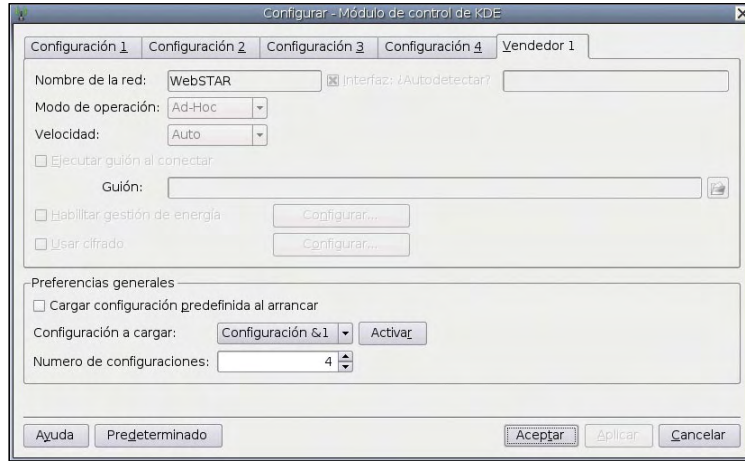 Configurar - Módulo de control de KDE
Configuración 1 Configuración 2 Configuración 3 Configuración 4 Vendedor 1
Nombre de la red: WebSTAR Interfaz: ¿Autodetectar?
Modo de operación: Ad-Hoc
Velocidad: Auto
Ejecutar guión al conectar
Guión:
Habilitar gestión de energía Configurar...
Usar cifrado Configurar...
Preferencias generales
Cargar configuración predefinida al arrancar
Configuración a cargar: Configuración &1 Activar
Numero de configuraciones: 4
Ayuda Predeterminado Aceptar Aplicar Cancelar